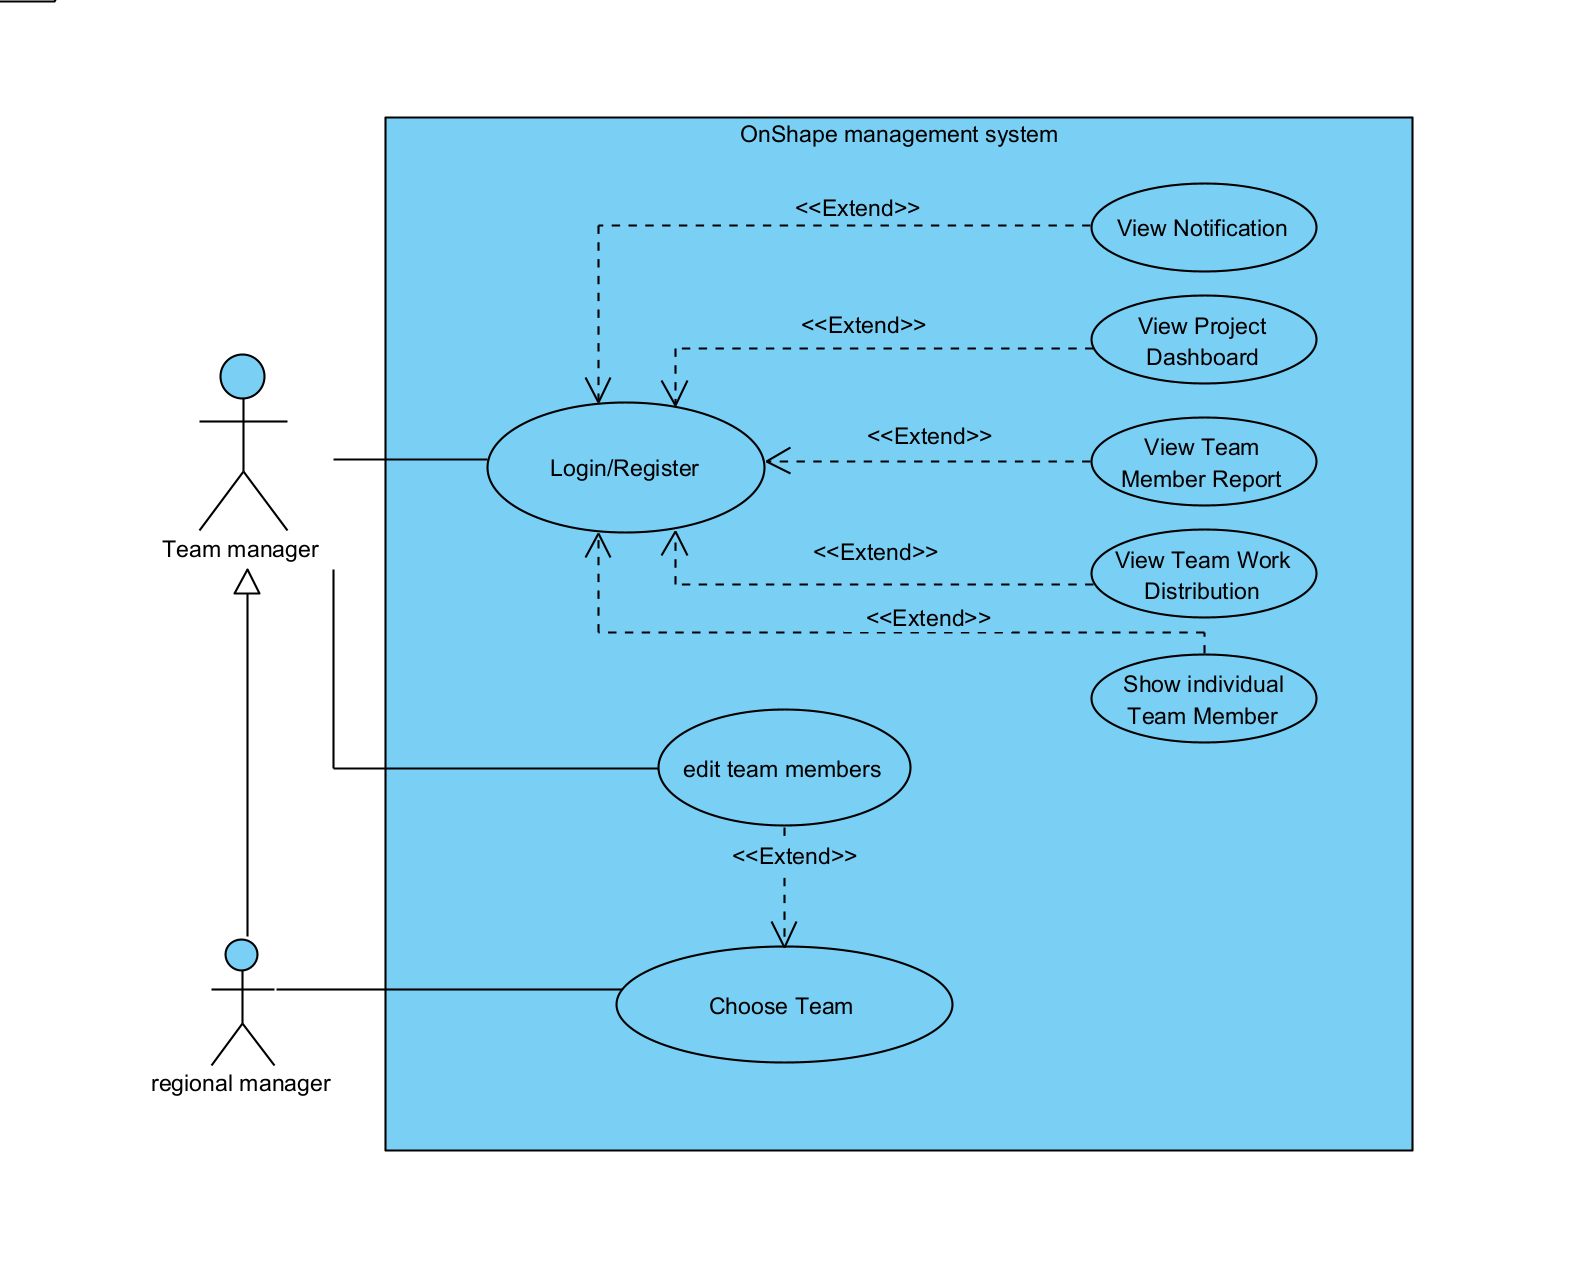 OnShape management system
<<Extend>>
View Notification
<<Extend>>
View Project
Dashboard
<<Extend>>
View Team
Member Report
Login/Register
Team manager
<<Extend>>
View Team Work
Distribution
<<Extend>>
Show individual
Team Member
edit team members
<<Extend>>
Choose Team
regional manager